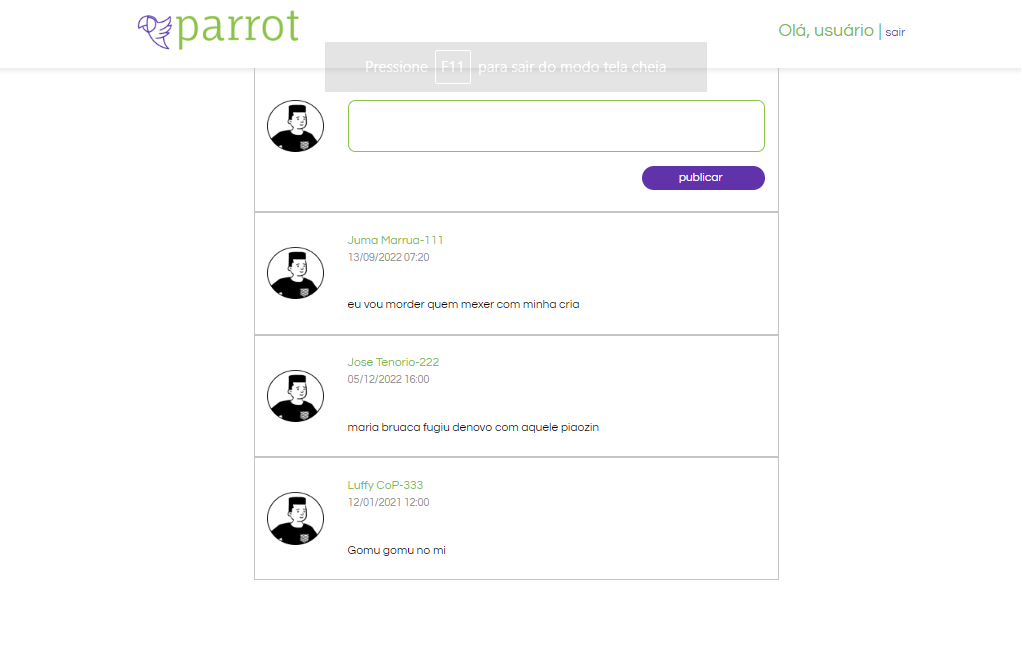 parrot
Olá, usuário | sair
Pressione F11 para sair do modo tela cheia
publicar
Juma Marrua-111
13/09/2022 07:20
eu vou morder quem mexer com minha cria
Jose Tenorio-222
05/12/2022 16:00
maria bruaca fugiu denovo com aquele piaozin
Luffy CoP-333
12/01/2021 12:00
Gomu gomu no mi